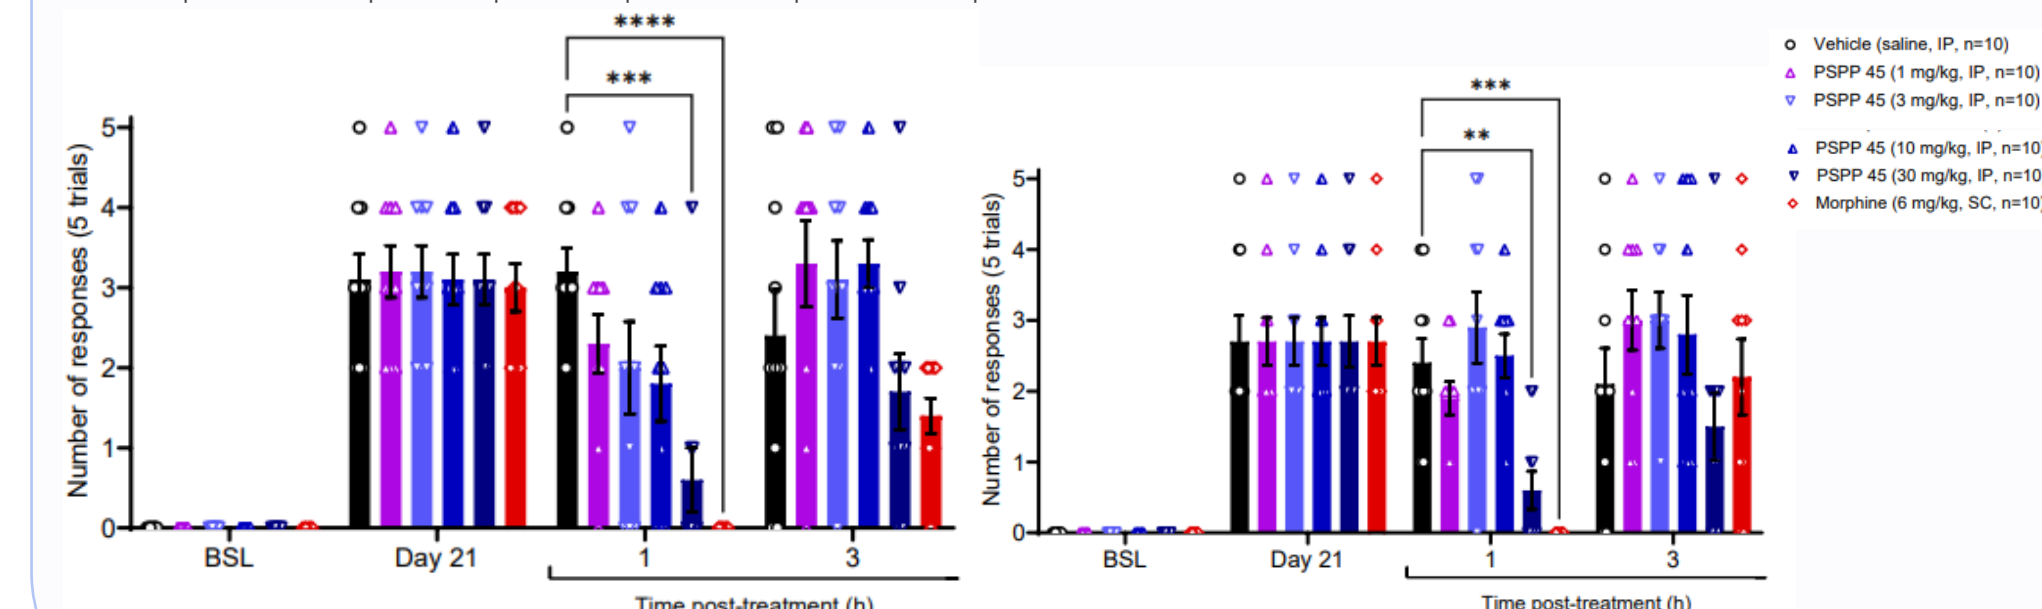 ****
***
Number of responses (5 trials)
5
4
3
2
1
0
BSL
Day 21
1
3
Time post-treatment (h)
***
**
Number of responses (5 trials)
5
4
3
2
1
0
BSL
Day 21
1
3
Time post-treatment (h)
Vehicle (saline, IP, n=10)
PSPP 45 (1 mg/kg, IP, n=10)
PSPP 45 (3 mg/kg, IP, n=10)
PSPP 45 (10 mg/kg, IP, n=10)
PSPP 45 (30 mg/kg, IP, n=10
Morphine (6 mg/kg, SC, n=10)